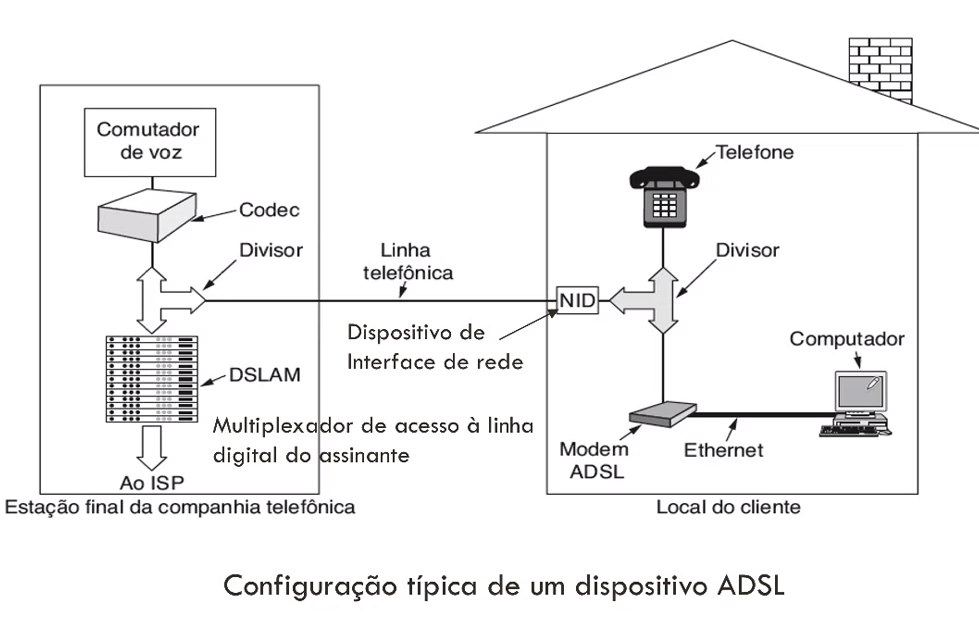 Comutador
de voz
Codec
Divisor
DSLAM
Multiplexador de acesso à linha
digital do assinante
Ao ISP
Estação final da companhia telefônica
Linha
telefônica
NID
Dispositivo de
Interface de rede
Telefone
Divisor
Computador
Modem
ADSL
Ethernet
Local do cliente
Configuração típica de um dispositivo ADSL